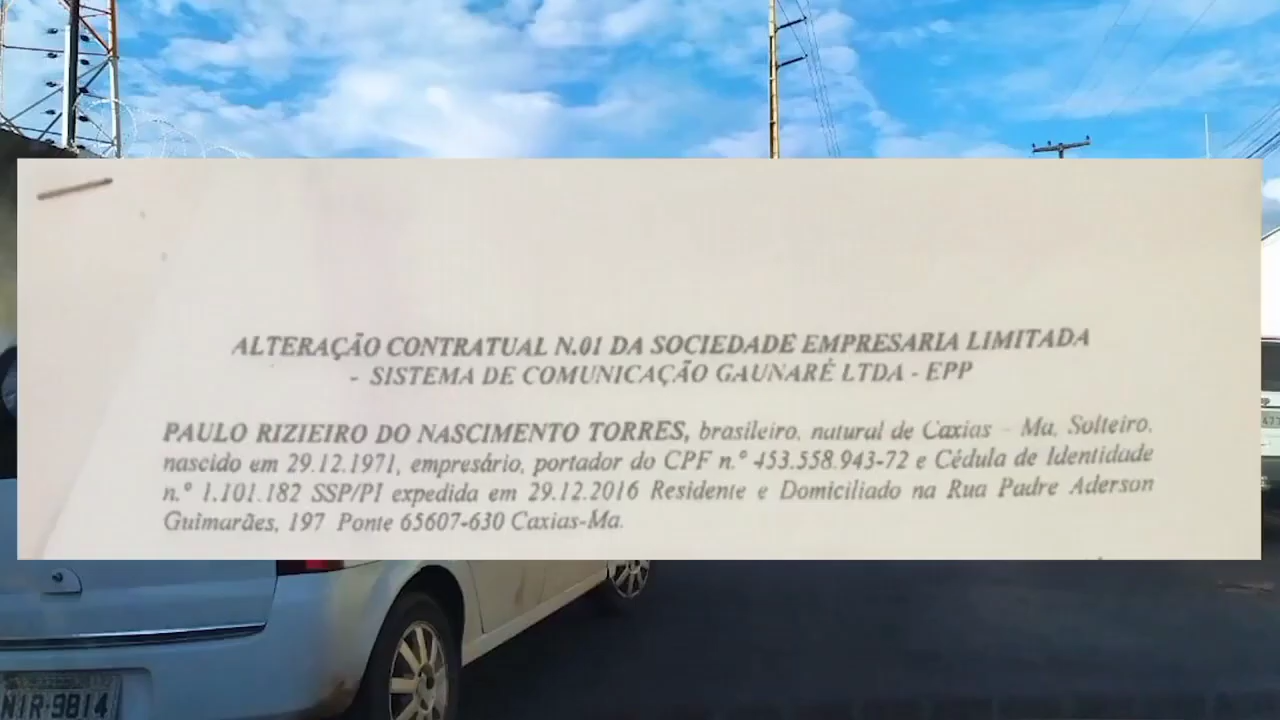 ALTERAÇÃO CONTRATUAL N.01 DA SOCIEDADE EMPRESARIA LIMITADA
- SISTEMA DE COMUNICAÇÃO GAUNARÉ LTDA - EPP
PAULO RIZIEIRO DO NASCIMENTO TORRES, brasileiro, natural de Caxias - Ma, Solteiro,
nascido em 29.12.1971, empresário, portador do CPF n.º 453.558.943-72 e Cédula de Identidade
n.º 1.101.182 SSP/PI expedida em 29.12.2016 Residente e Domiciliado na Rua Padre Aderson
Guimarães, 197 Ponte 65607-630 Caxias-Ma.
NIR-9814